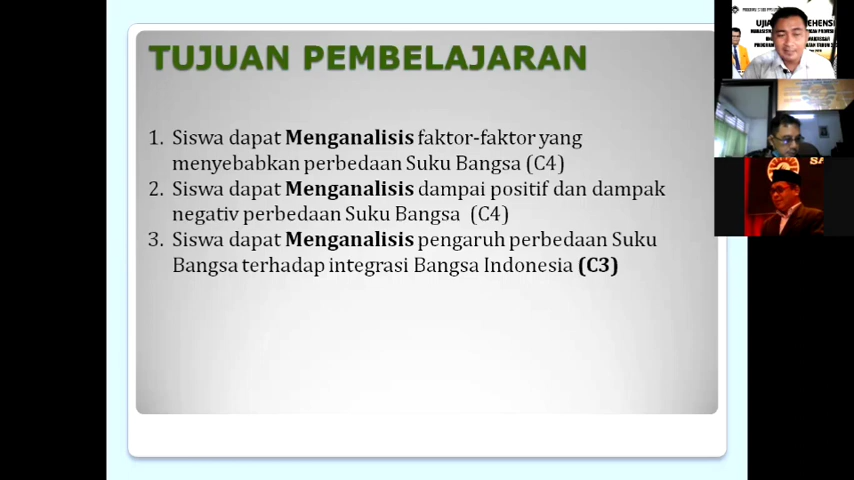 TUJUAN PEMBELAJARAN
1. Siswa dapat Menganalisis faktor-faktor yang
menyebabkan perbedaan Suku Bangsa (C4)
2. Siswa dapat Menganalisis dampai positif dan dampak
negativ perbedaan Suku Bangsa (C4)
3. Siswa dapat Menganalisis pengaruh perbedaan Suku
Bangsa terhadap integrasi Bangsa Indonesia (C3)